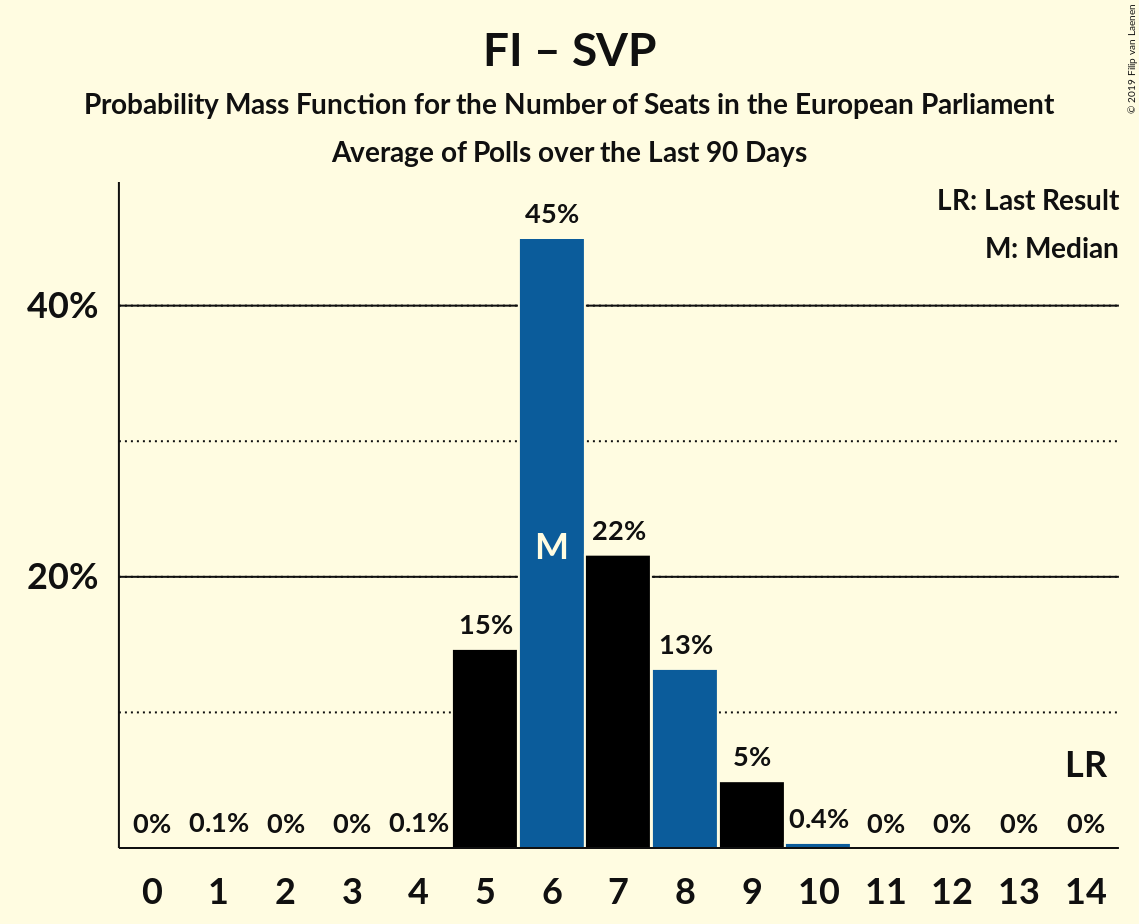 FI – SVP
Probability Mass Function for the Number of Seats in the European Parliament
Average of Polls over the Last 90 Days
© 2019 Filip van Laenen
LR: Last Result
M: Median
45%
40%
22%
M
20%
15%
13%
5%
LR
0% 0.1% 0% 0% 0.1% 0.4% 0% 0% 0% 0%
0 1 2 3 4 5 6 7 8 9 10 11 12 13 14